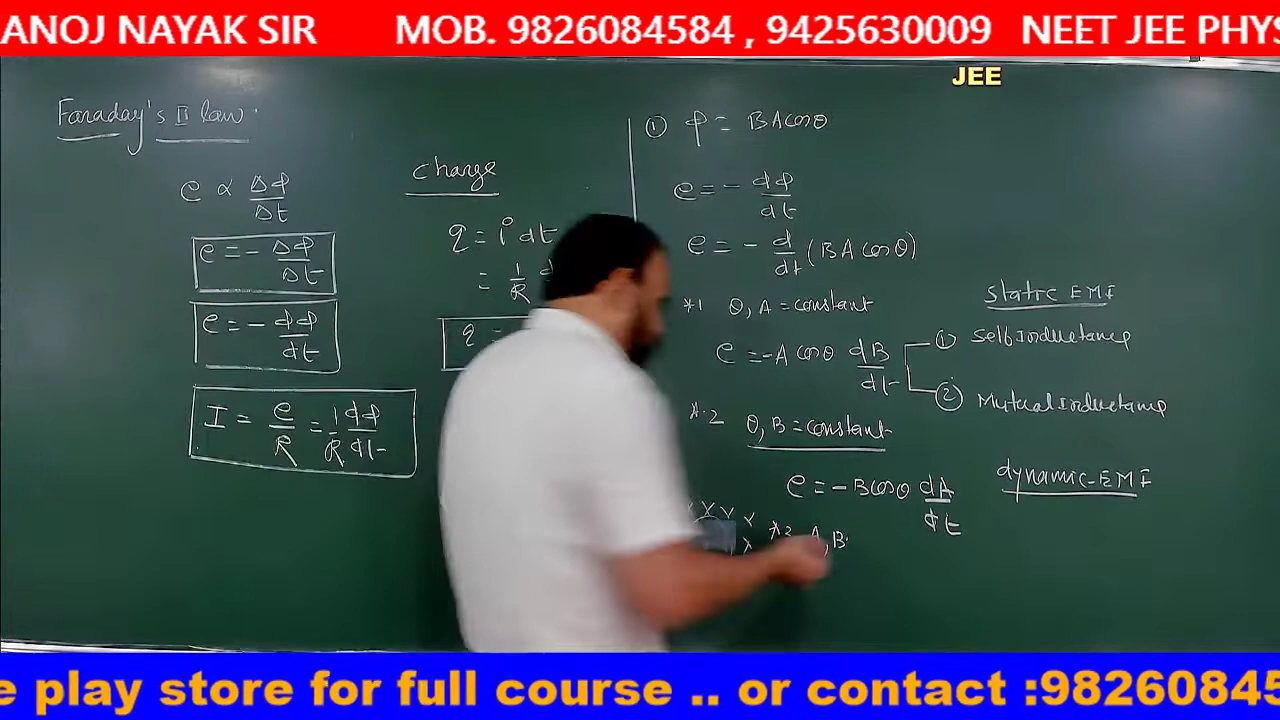 ANOJ NAYAK SIR MOB. 9826084584 , 9425630009 NEET JEE PHYS
JEE
Faraday's II law.
e ∝ Δφ/Δt
e = - Δφ/Δt
e = - dφ/dt
I = e/R = 1/R dφ/dt
Charge
q = i dt
= 1/R d
q =
① φ = BAcosθ
e = - dφ/dt
e = - d/dt (BA cosθ)
*1 θ, A = constant
e = -A cosθ dB/dt
Static EMF
① Self Inductance
② Mutual Inductance
*2 θ, B = constant
e = -Bcosθ dA/dt
dynamic-EMF
x x x x
x
*3 A, B
e play store for full course .. or contact :98260845